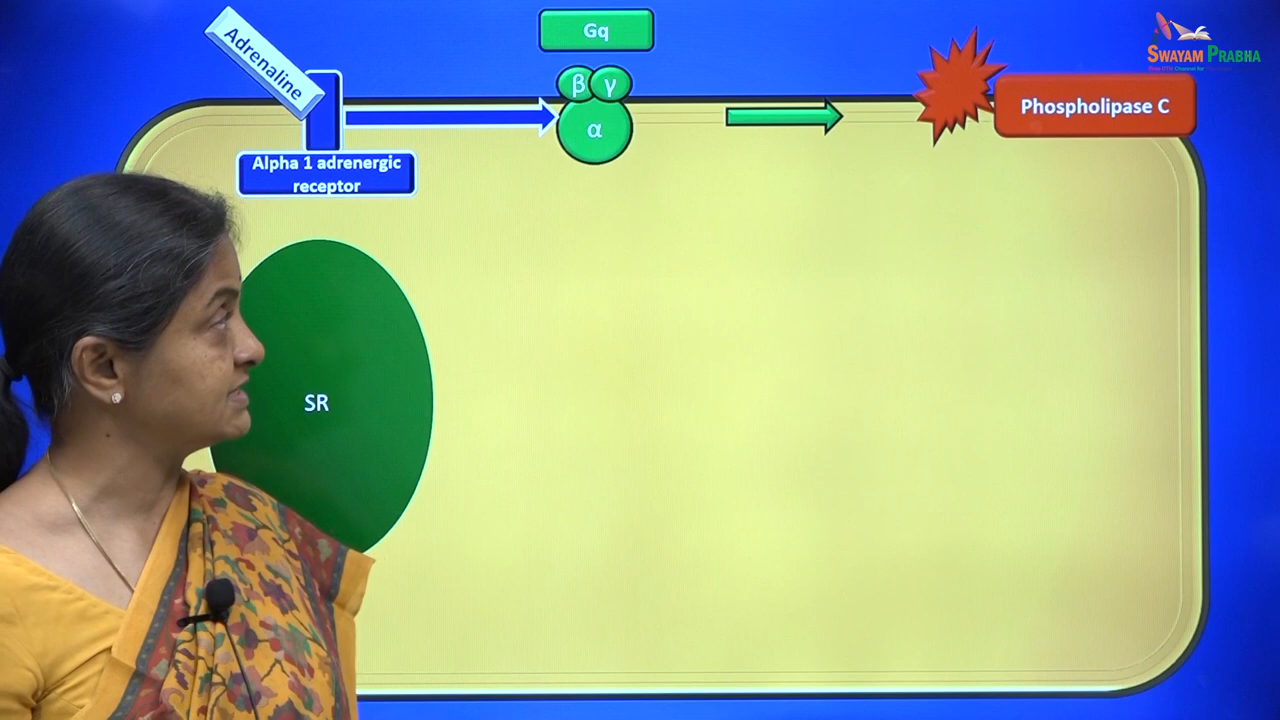 Adrenaline
Gq
SWAYAM PRABHA
β γ
α
Phospholipase C
Alpha 1 adrenergic
receptor
SR